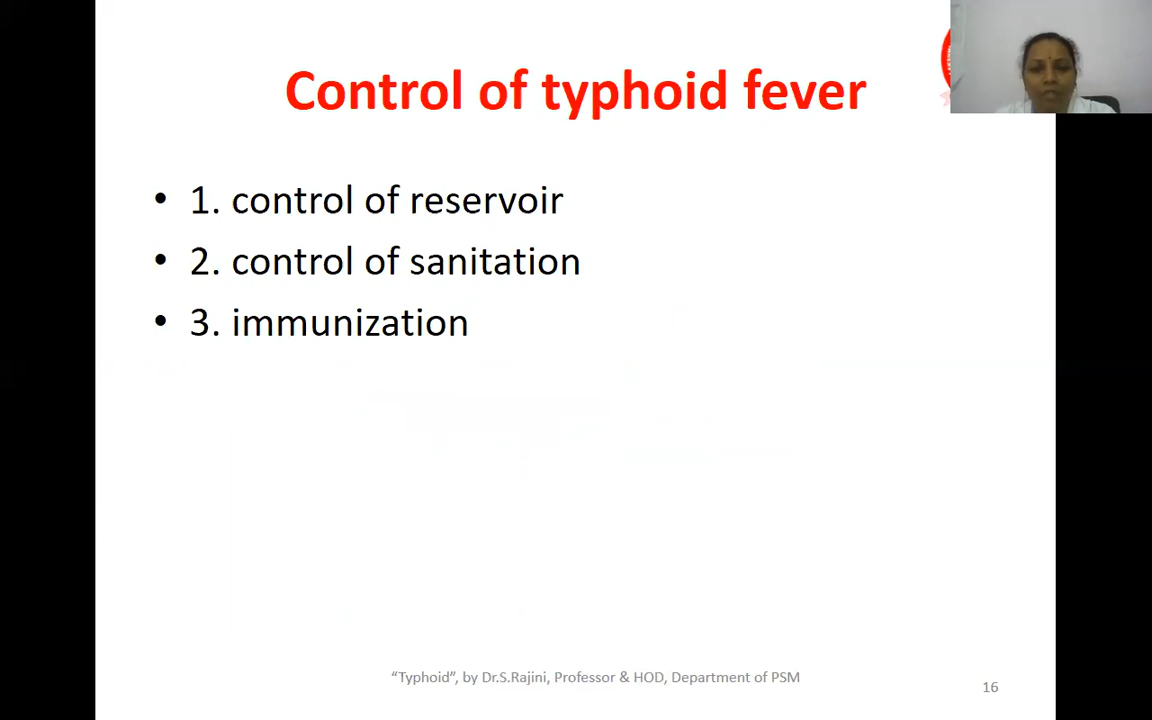 Control of typhoid fever
• 1. control of reservoir
• 2. control of sanitation
• 3. immunization
“Typhoid”, by Dr.S.Rajini, Professor & HOD, Department of PSM
16